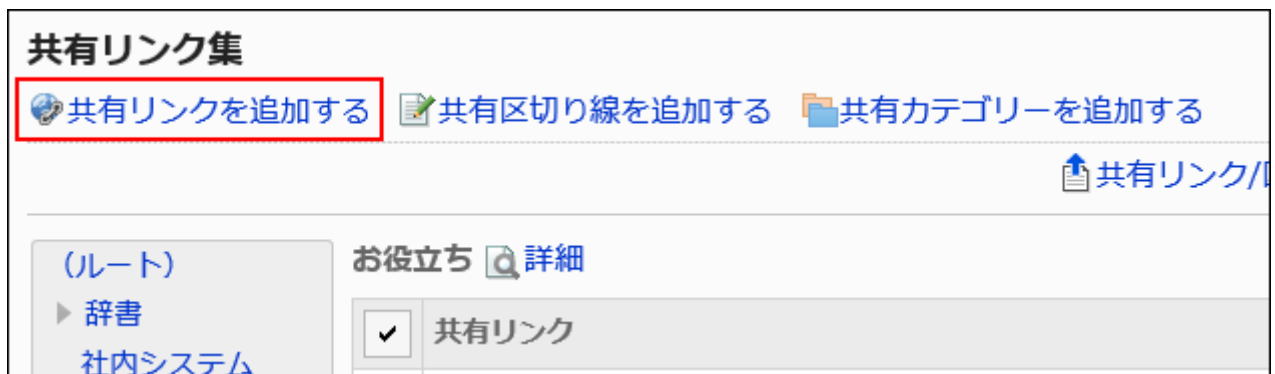 共有リンク集
共有リンクを追加する 共有区切り線を追加する 共有カテゴリーを追加する
共有リンク/
(ルート)
辞書
社内システム
お役立ち 詳細
共有リンク